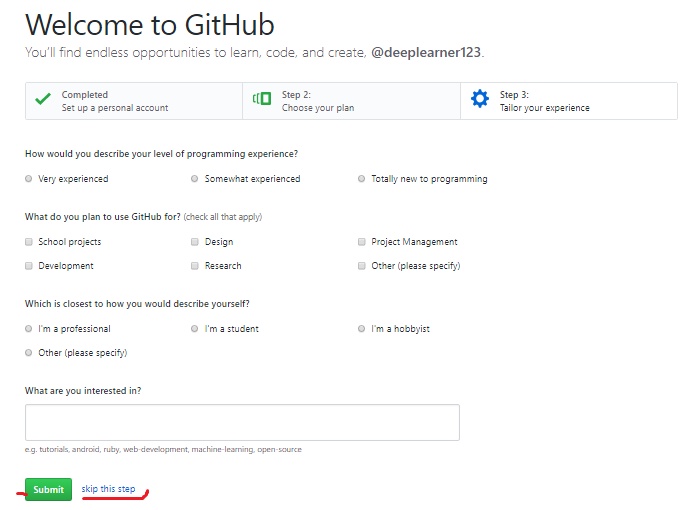 Welcome to GitHub
You'll find endless opportunities to learn, code, and create, @deeplearner123.
Completed
Set up a personal account
Step 2:
Choose your plan
Step 3:
Tailor your experience
How would you describe your level of programming experience?
Very experienced
Somewhat experienced
Totally new to programming
What do you plan to use GitHub for? (check all that apply)
School projects
Design
Project Management
Development
Research
Other (please specify)
Which is closest to how you would describe yourself?
I'm a professional
I'm a student
I'm a hobbyist
Other (please specify)
What are you interested in?
e.g. tutorials, android, ruby, web-development, machine-learning, open-source
Submit
skip this step